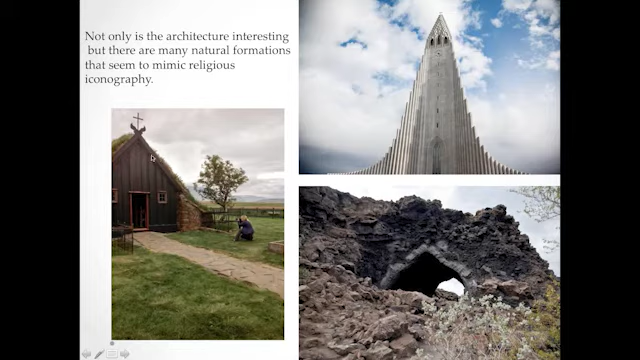 Not only is the architecture interesting
but there are many natural formations
that seem to mimic religious
iconography.